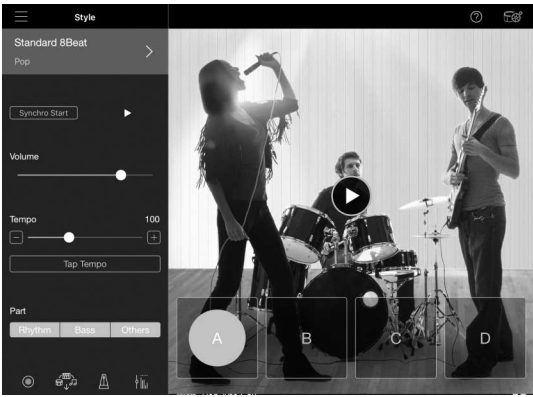 Style
?
Standard 8Beat
Pop
Synchro Start
Volume
Tempo 100
Tap Tempo
Part
Rhythm Bass Others
A B C D